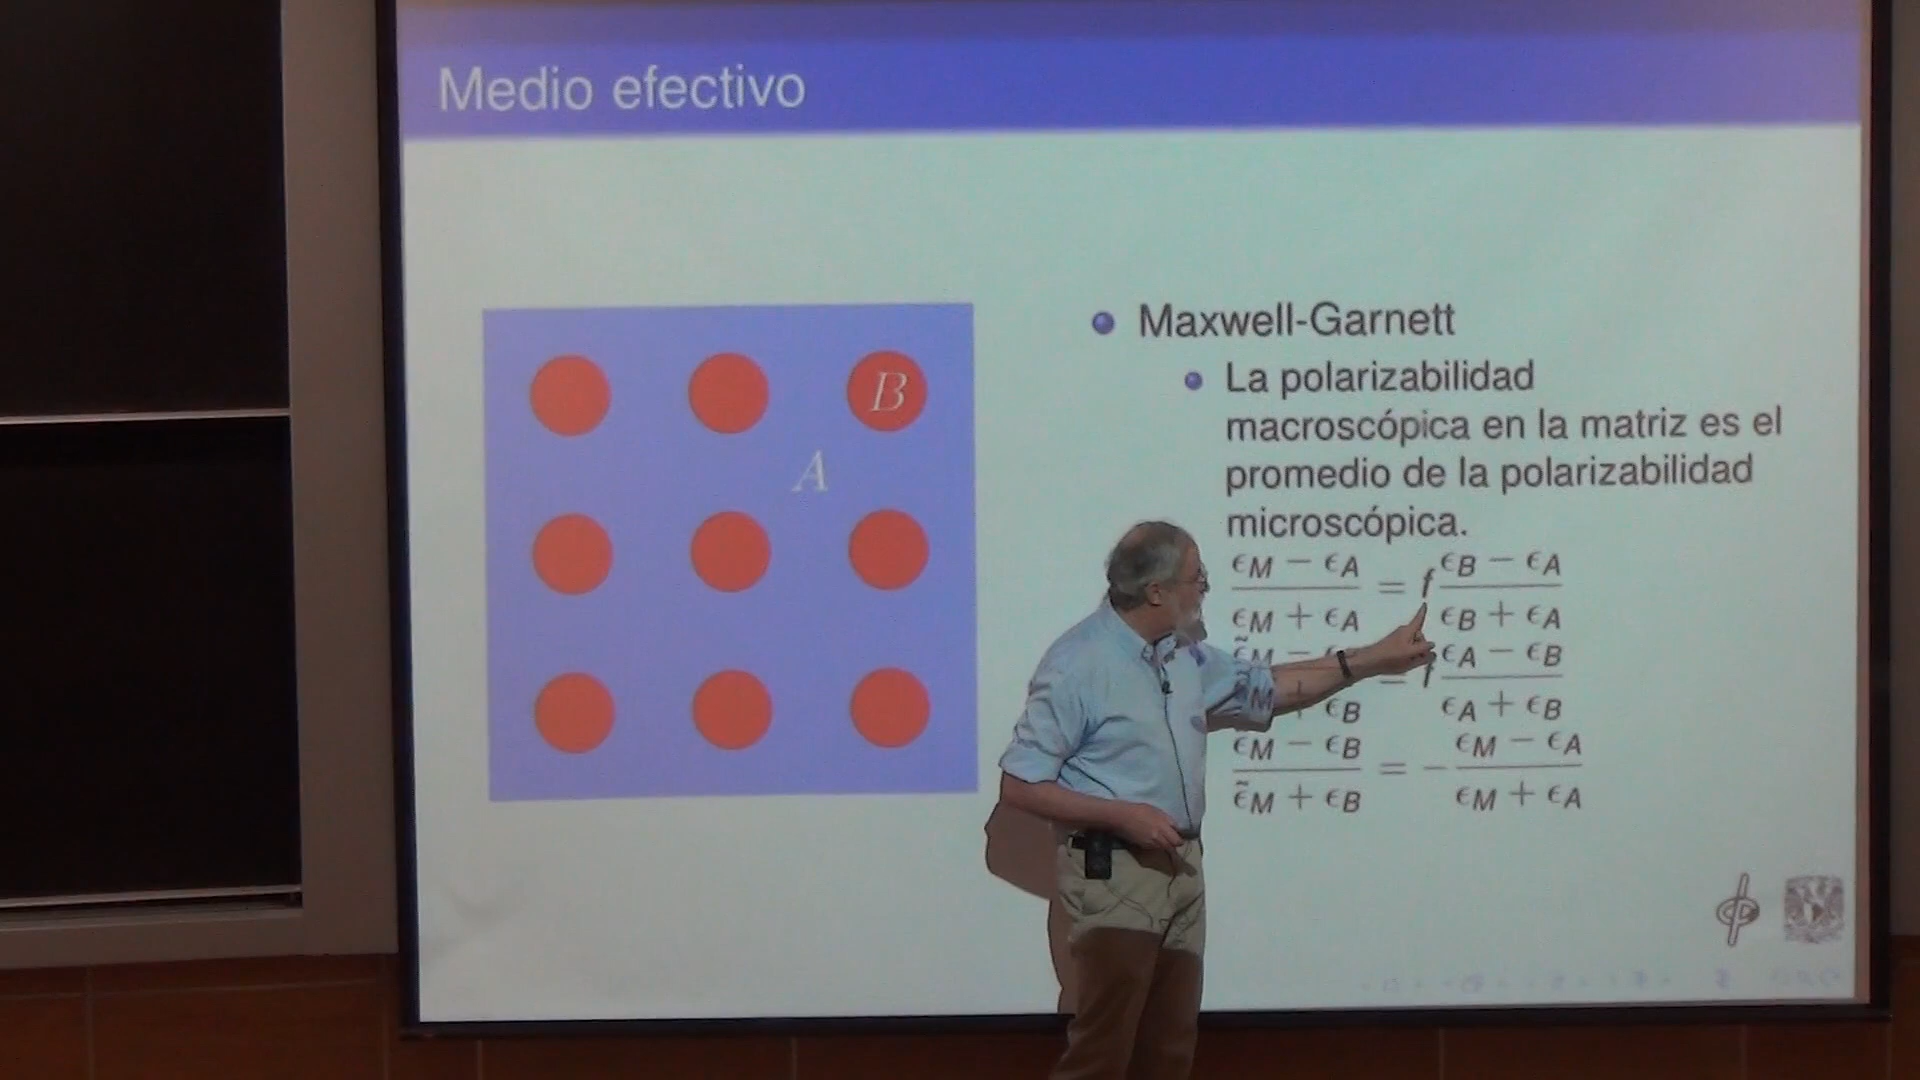 Medio efectivo
B
A
Maxwell-Garnett
La polarizabilidad
macroscópica en la matriz es el
promedio de la polarizabilidad
microscópica.
ϵM − ϵA / ϵM + ϵA = f ϵB − ϵA / ϵB + ϵA
= f ϵA − ϵB / ϵA + ϵB
ϵ̃M − ϵB / ϵ̃M + ϵB = − ϵM − ϵA / ϵM + ϵA